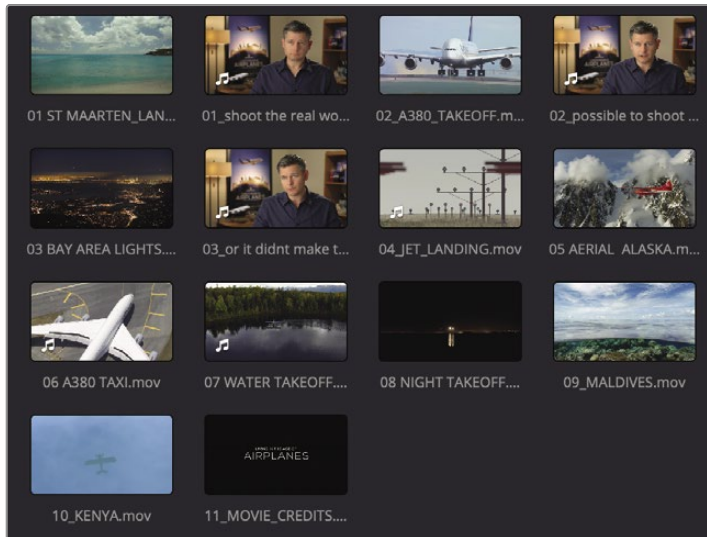 01 ST MAARTEN_LAN...
01_shoot the real wo...
02_A380_TAKEOFF.m...
02_possible to shoot ...
03 BAY AREA LIGHTS....
AIRPLANES
03_or it didnt make t...
04_JET_LANDING.mov
05 AERIAL ALASKA.m...
06 A380 TAXI.mov
07 WATER TAKEOFF....
08 NIGHT TAKEOFF....
09_MALDIVES.mov
AIRPLANES
10_KENYA.mov
11_MOVIE_CREDITS....